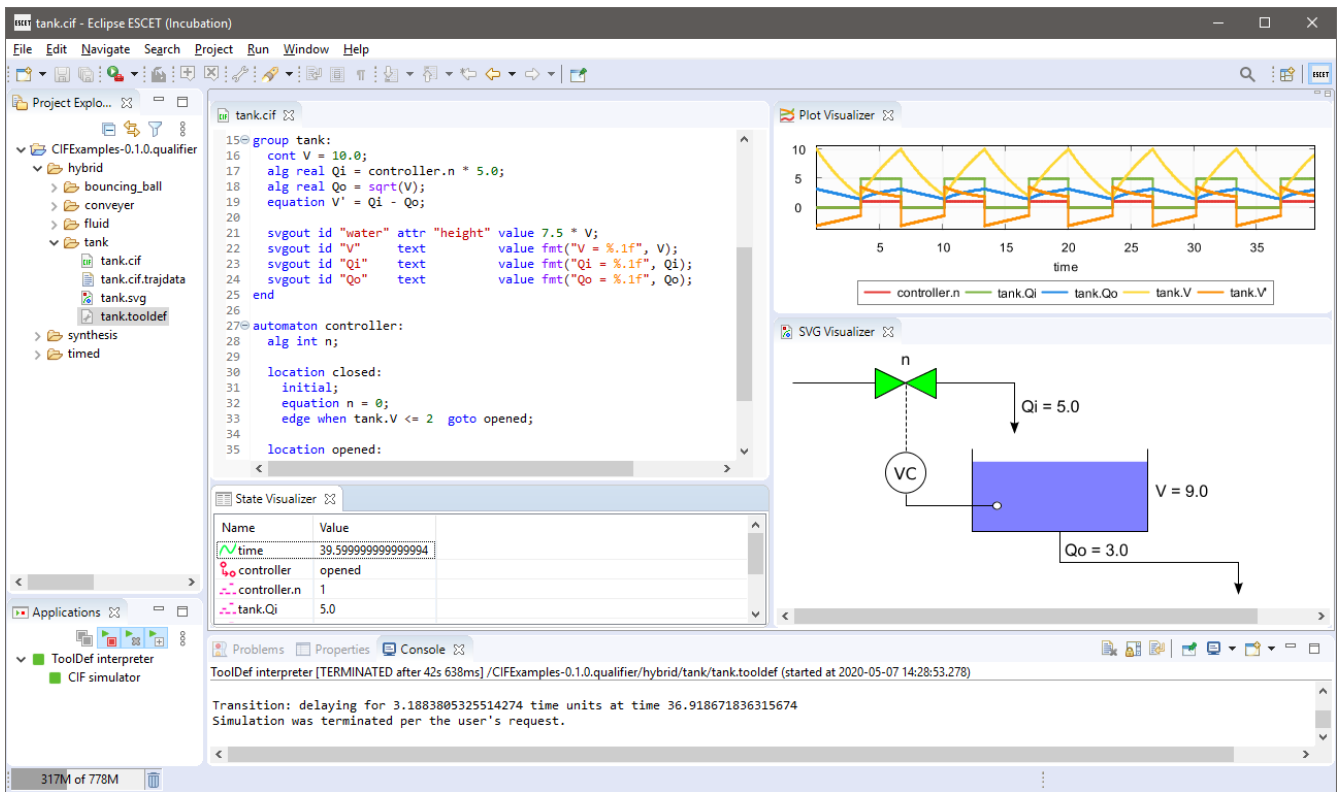 tank.cif - Eclipse ESCET (Incubation)
File Edit Navigate Search Project Run Window Help
ESCET
Project Explo...
CIFExamples-0.1.0.qualifier
hybrid
bouncing_ball
conveyer
fluid
tank
tank.cif
tank.cif.trajdata
tank.svg
tank.tooldef
synthesis
timed
tank.cif
15 group tank:
16 cont V = 10.0;
17 alg real Qi = controller.n * 5.0;
18 alg real Qo = sqrt(V);
19 equation V' = Qi - Qo;
20
21 svgout id "water" attr "height" value 7.5 * V;
22 svgout id "V" text value fmt("V = %.1f", V);
23 svgout id "Qi" text value fmt("Qi = %.1f", Qi);
24 svgout id "Qo" text value fmt("Qo = %.1f", Qo);
25 end
26
27 automaton controller:
28 alg int n;
29
30 location closed:
31 initial;
32 equation n = 0;
33 edge when tank.V <= 2 goto opened;
34
35 location opened:
Plot Visualizer
10
5
0
5 10 15 20 25 30 35
time
controller.n tank.Qi tank.Qo tank.V tank.V'
SVG Visualizer
n
Qi = 5.0
VC
V = 9.0
Qo = 3.0
State Visualizer
Name Value
time 39.599999999999994
controller opened
controller.n 1
tank.Qi 5.0
Applications
ToolDef interpreter
CIF simulator
Problems Properties Console
ToolDef interpreter [TERMINATED after 42s 638ms] /CIFExamples-0.1.0.qualifier/hybrid/tank/tank.tooldef (started at 2020-05-07 14:28:53.278)
Transition: delaying for 3.1883805325514274 time units at time 36.918671836315674
Simulation was terminated per the user's request.
317M of 778M